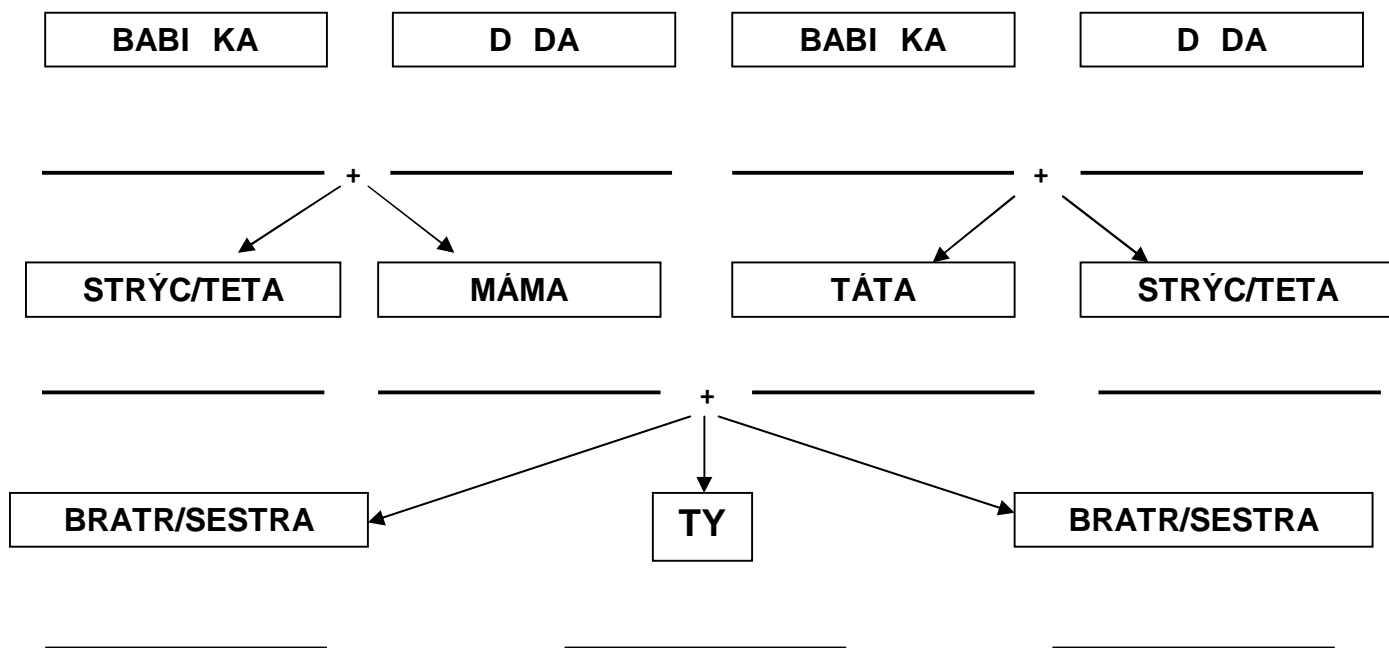 BABI KA D DA BABI KA D DA
+ +
STRÝC/TETA MÁMA TÁTA STRÝC/TETA
+
BRATR/SESTRA TY BRATR/SESTRA